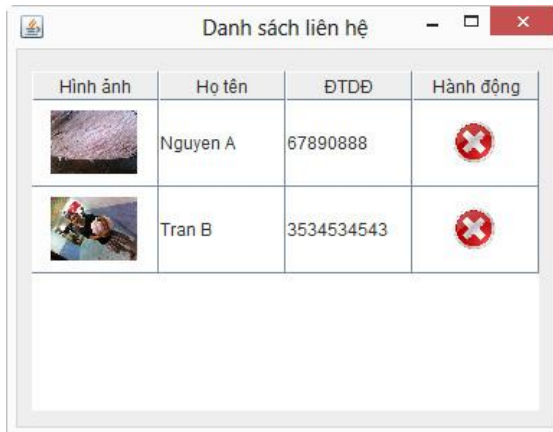 Danh sách liên hệ
Hình ảnh Họ tên ĐTDĐ Hành động
Nguyen A 67890888
Tran B 3534534543